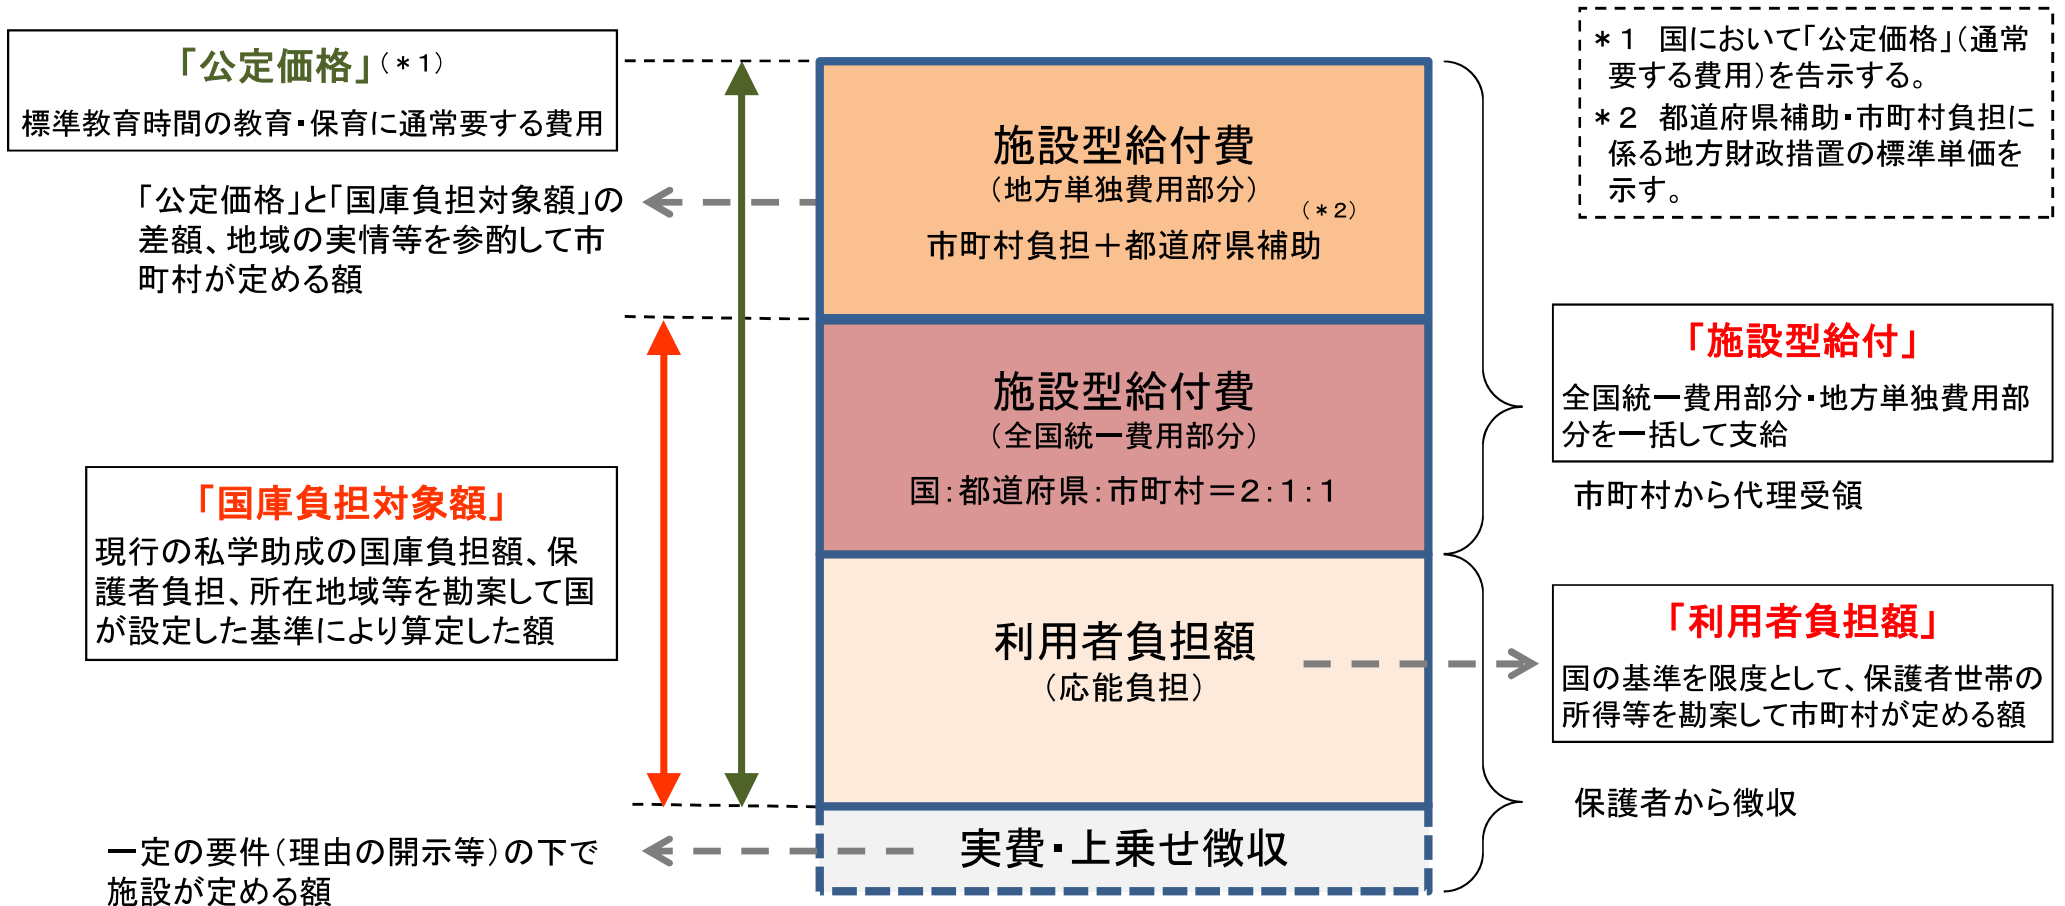 「公定価格」（＊１）
標準教育時間の教育・保育に通常要する費用
「公定価格」と「国庫負担対象額」の
差額、地域の実情等を参酌して市
町村が定める額
「国庫負担対象額」
現行の私学助成の国庫負担額、保
護者負担、所在地域等を勘案して国
が設定した基準により算定した額
一定の要件（理由の開示等）の下で
施設が定める額
施設型給付費
（地方単独費用部分）
（＊２）
市町村負担＋都道府県補助
施設型給付費
（全国統一費用部分）
国：都道府県：市町村＝２：１：１
利用者負担額
（応能負担）
実費・上乗せ徴収
＊１　国において「公定価格」（通常
要する費用）を告示する。
＊２　都道府県補助・市町村負担に
係る地方財政措置の標準単価を
示す。
「施設型給付」
全国統一費用部分・地方単独費用部
分を一括して支給
市町村から代理受領
「利用者負担額」
国の基準を限度として、保護者世帯の
所得等を勘案して市町村が定める額
保護者から徴収